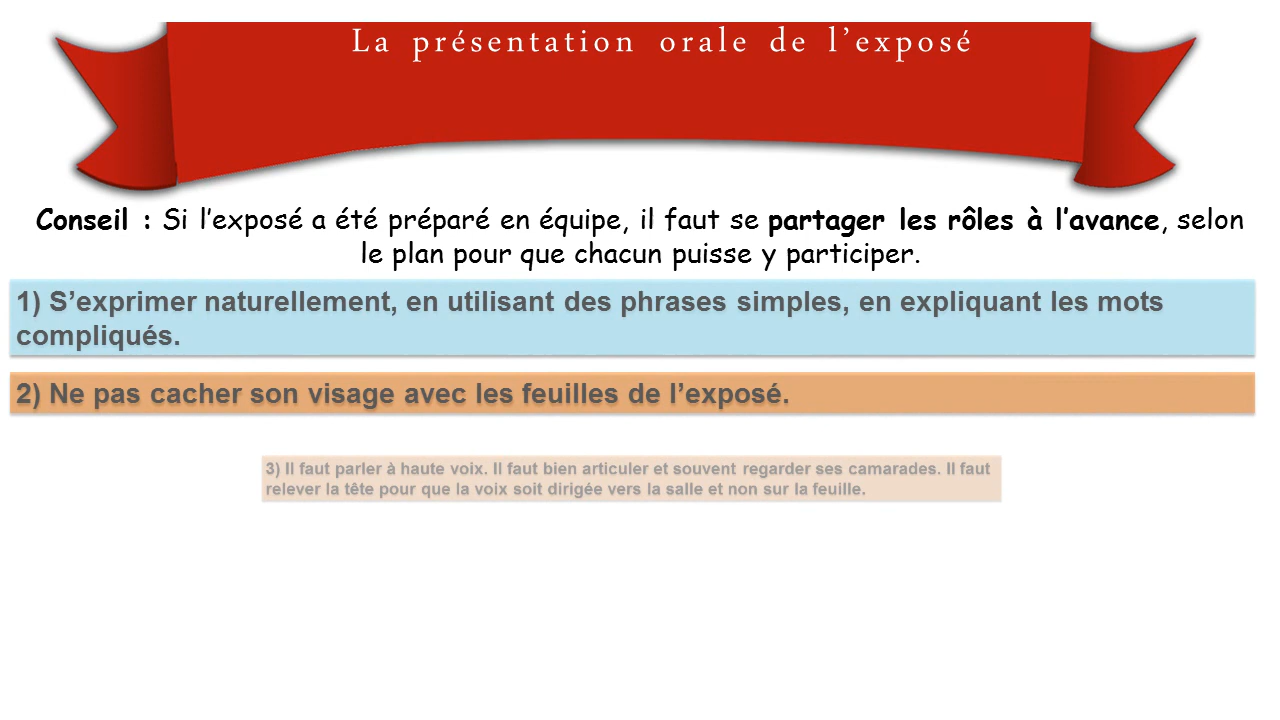 La présentation orale de l’exposé
Conseil : Si l’exposé a été préparé en équipe, il faut se partager les rôles à l’avance, selon
le plan pour que chacun puisse y participer.
1) S’exprimer naturellement, en utilisant des phrases simples, en expliquant les mots
compliqués.
2) Ne pas cacher son visage avec les feuilles de l’exposé.
3) Il faut parler à haute voix. Il faut bien articuler et souvent regarder ses camarades. Il faut
relever la tête pour que la voix soit dirigée vers la salle et non sur la feuille.